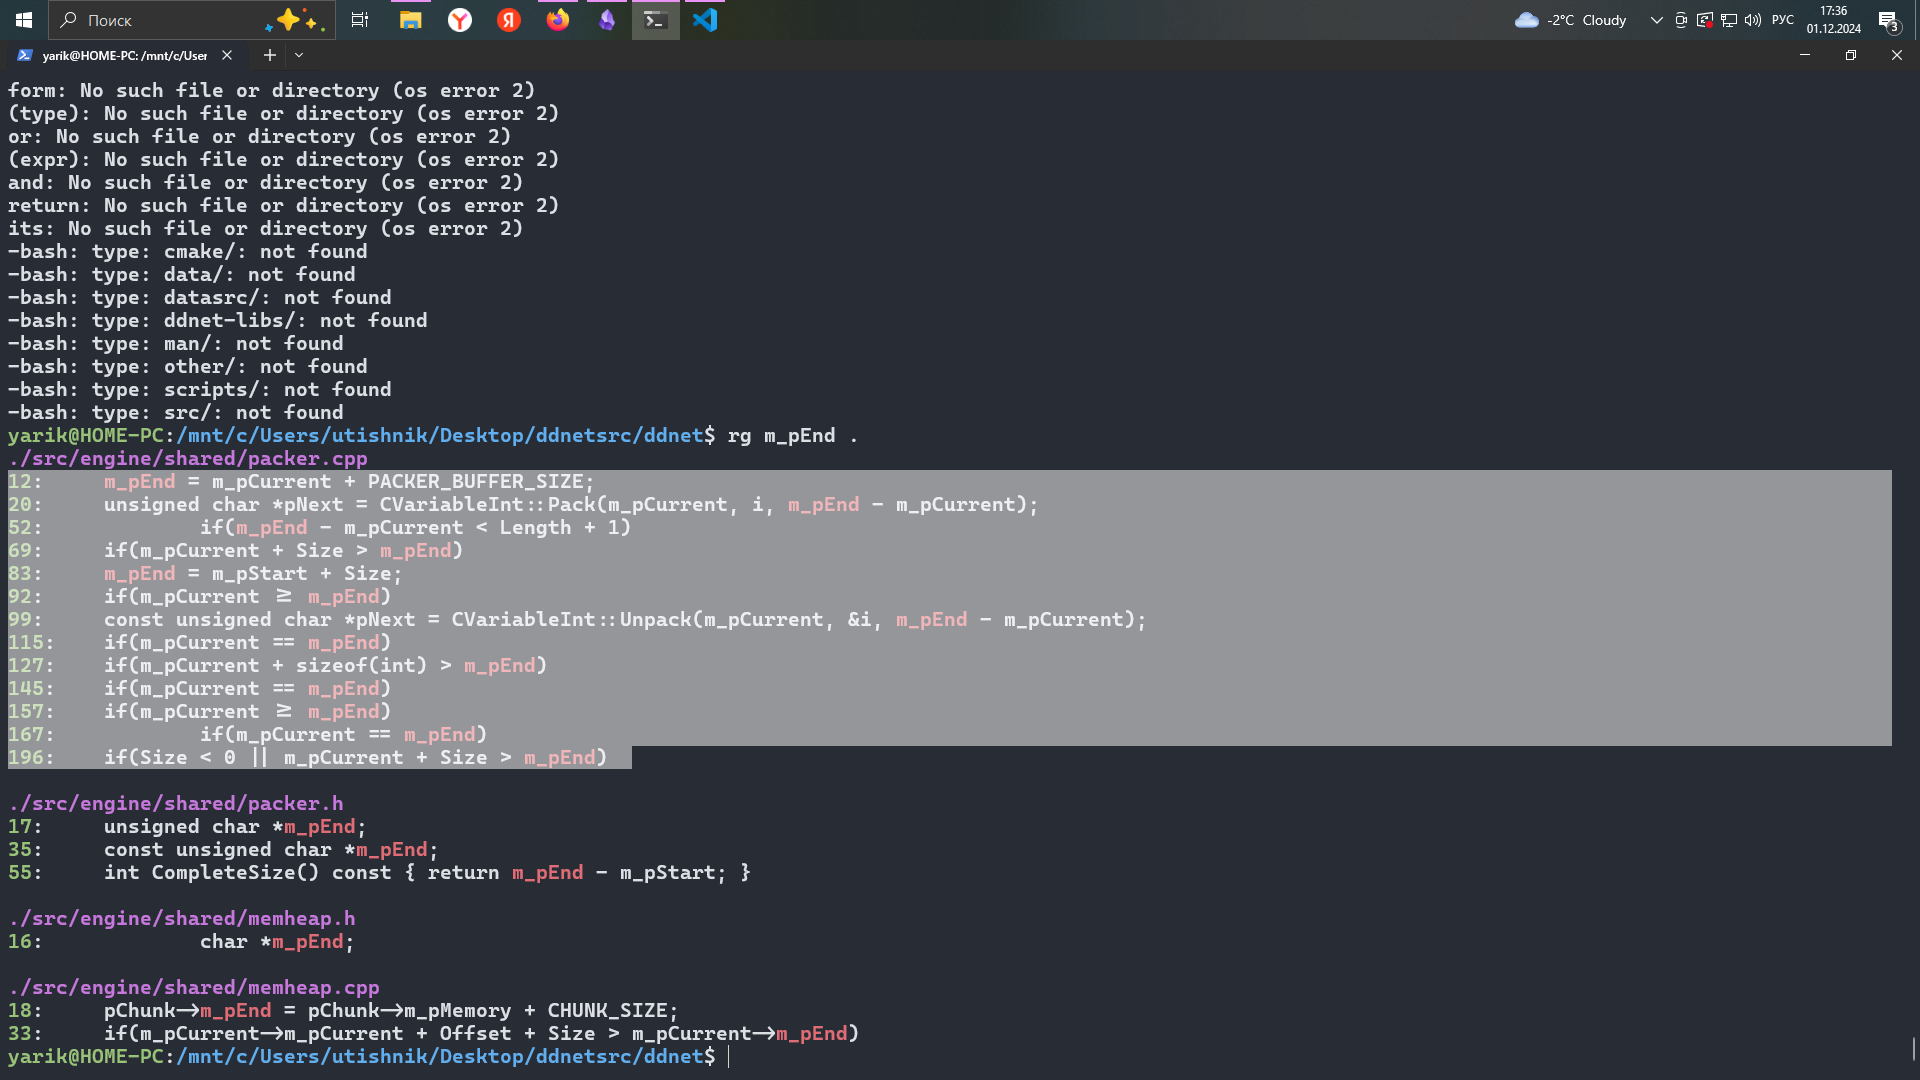 Поиск
-2°C Cloudy
РУС
17:36
01.12.2024
3
yarik@HOME-PC: /mnt/c/User
form: No such file or directory (os error 2)
(type): No such file or directory (os error 2)
or: No such file or directory (os error 2)
(expr): No such file or directory (os error 2)
and: No such file or directory (os error 2)
return: No such file or directory (os error 2)
its: No such file or directory (os error 2)
-bash: type: cmake/: not found
-bash: type: data/: not found
-bash: type: datasrc/: not found
-bash: type: ddnet-libs/: not found
-bash: type: man/: not found
-bash: type: other/: not found
-bash: type: scripts/: not found
-bash: type: src/: not found
yarik@HOME-PC:/mnt/c/Users/utishnik/Desktop/ddnetsrc/ddnet$ rg m_pEnd .
./src/engine/shared/packer.cpp
12:     m_pEnd = m_pCurrent + PACKER_BUFFER_SIZE;
20:     unsigned char *pNext = CVariableInt::Pack(m_pCurrent, i, m_pEnd - m_pCurrent);
52:             if(m_pEnd - m_pCurrent < Length + 1)
69:     if(m_pCurrent + Size > m_pEnd)
83:     m_pEnd = m_pStart + Size;
92:     if(m_pCurrent >= m_pEnd)
99:     const unsigned char *pNext = CVariableInt::Unpack(m_pCurrent, &i, m_pEnd - m_pCurrent);
115:    if(m_pCurrent == m_pEnd)
127:    if(m_pCurrent + sizeof(int) > m_pEnd)
145:    if(m_pCurrent == m_pEnd)
157:    if(m_pCurrent >= m_pEnd)
167:            if(m_pCurrent == m_pEnd)
196:    if(Size < 0 || m_pCurrent + Size > m_pEnd)
./src/engine/shared/packer.h
17:     unsigned char *m_pEnd;
35:     const unsigned char *m_pEnd;
55:     int CompleteSize() const { return m_pEnd - m_pStart; }
./src/engine/shared/memheap.h
16:             char *m_pEnd;
./src/engine/shared/memheap.cpp
18:     pChunk->m_pEnd = pChunk->m_pMemory + CHUNK_SIZE;
33:     if(m_pCurrent->m_pCurrent + Offset + Size > m_pCurrent->m_pEnd)
yarik@HOME-PC:/mnt/c/Users/utishnik/Desktop/ddnetsrc/ddnet$